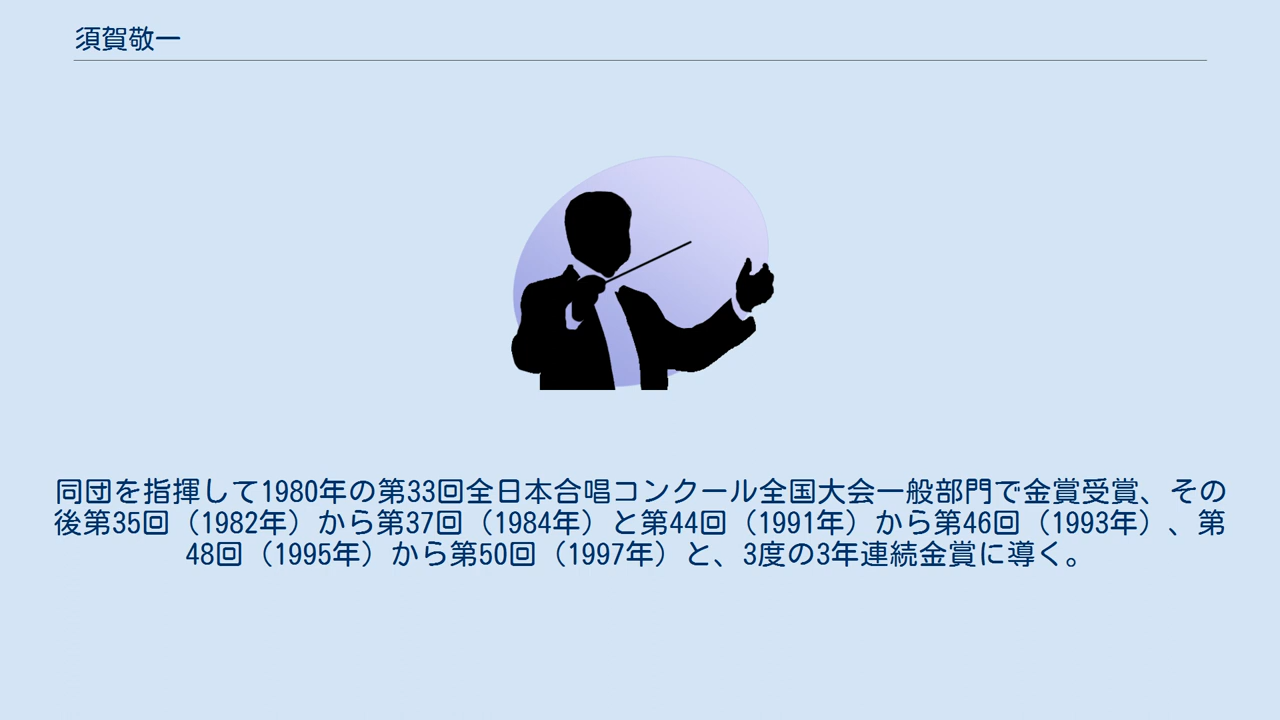 須賀敬一
同団を指揮して1980年の第33回全日本合唱コンクール全国大会一般部門で金賞受賞、その
後第35回（1982年）から第37回（1984年）と第44回（1991年）から第46回（1993年）、第
48回（1995年）から第50回（1997年）と、3度の3年連続金賞に導く。